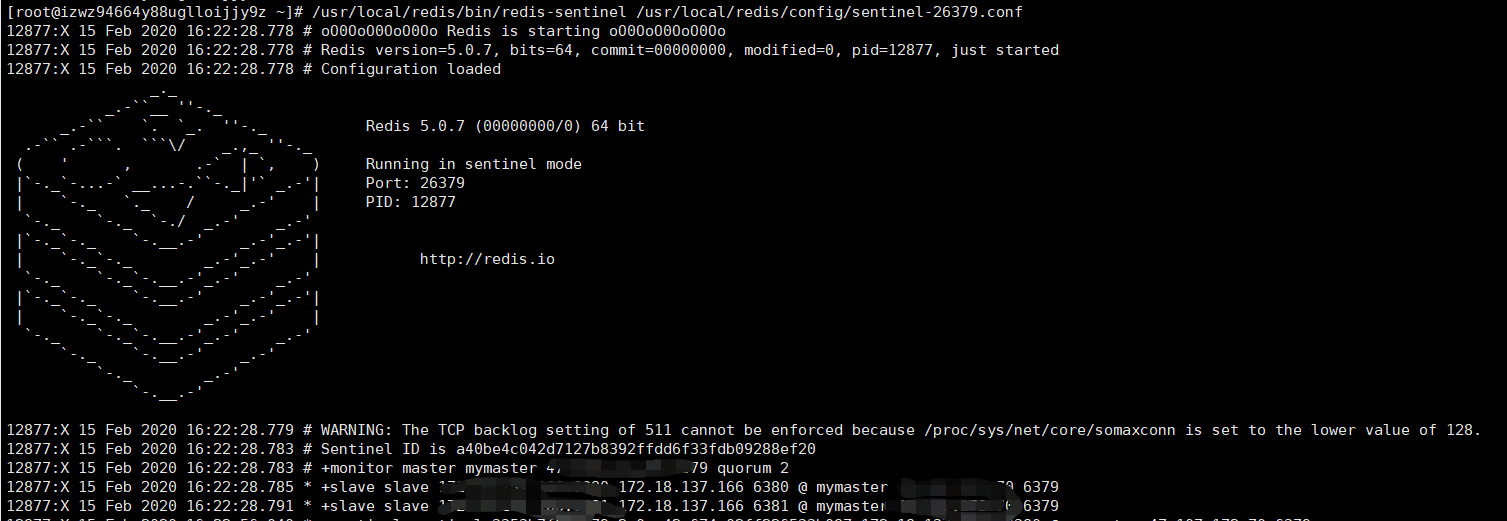 [root@izwz94664y88uglloijjy9z ~]# /usr/local/redis/bin/redis-sentinel /usr/local/redis/config/sentinel-26379.conf
12877:X 15 Feb 2020 16:22:28.778 # oO0OoO0OoO0Oo Redis is starting oO0OoO0OoO0Oo
12877:X 15 Feb 2020 16:22:28.778 # Redis version=5.0.7, bits=64, commit=00000000, modified=0, pid=12877, just started
12877:X 15 Feb 2020 16:22:28.778 # Configuration loaded
Redis 5.0.7 (00000000/0) 64 bit
Running in sentinel mode
Port: 26379
PID: 12877
http://redis.io
12877:X 15 Feb 2020 16:22:28.779 # WARNING: The TCP backlog setting of 511 cannot be enforced because /proc/sys/net/core/somaxconn is set to the lower value of 128.
12877:X 15 Feb 2020 16:22:28.783 # Sentinel ID is a40be4c042d7127b8392ffdd6f33fdb09288ef20
12877:X 15 Feb 2020 16:22:28.783 # +monitor master mymaster quorum 2
12877:X 15 Feb 2020 16:22:28.785 * +slave slave 172.18.137.166 6380 @ mymaster 6379
12877:X 15 Feb 2020 16:22:28.791 * +slave slave 172.18.137.166 6381 @ mymaster 6379